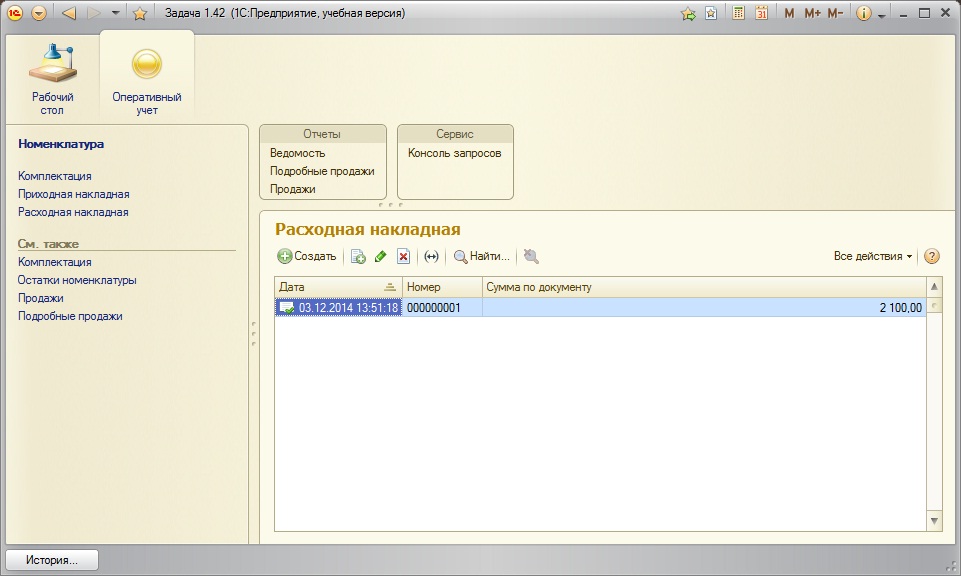 Задача 1.42 (1С:Предприятие, учебная версия)
31
M M+ M-
Рабочий
стол
Оперативный
учет
Номенклатура
Комплектация
Приходная накладная
Расходная накладная
См. также
Комплектация
Остатки номенклатуры
Продажи
Подробные продажи
Отчеты
Ведомость
Подробные продажи
Продажи
Сервис
Консоль запросов
Расходная накладная
Создать Найти... Все действия
Дата Номер Сумма по документу
03.12.2014 13:51:18 000000001 2 100,00
История...